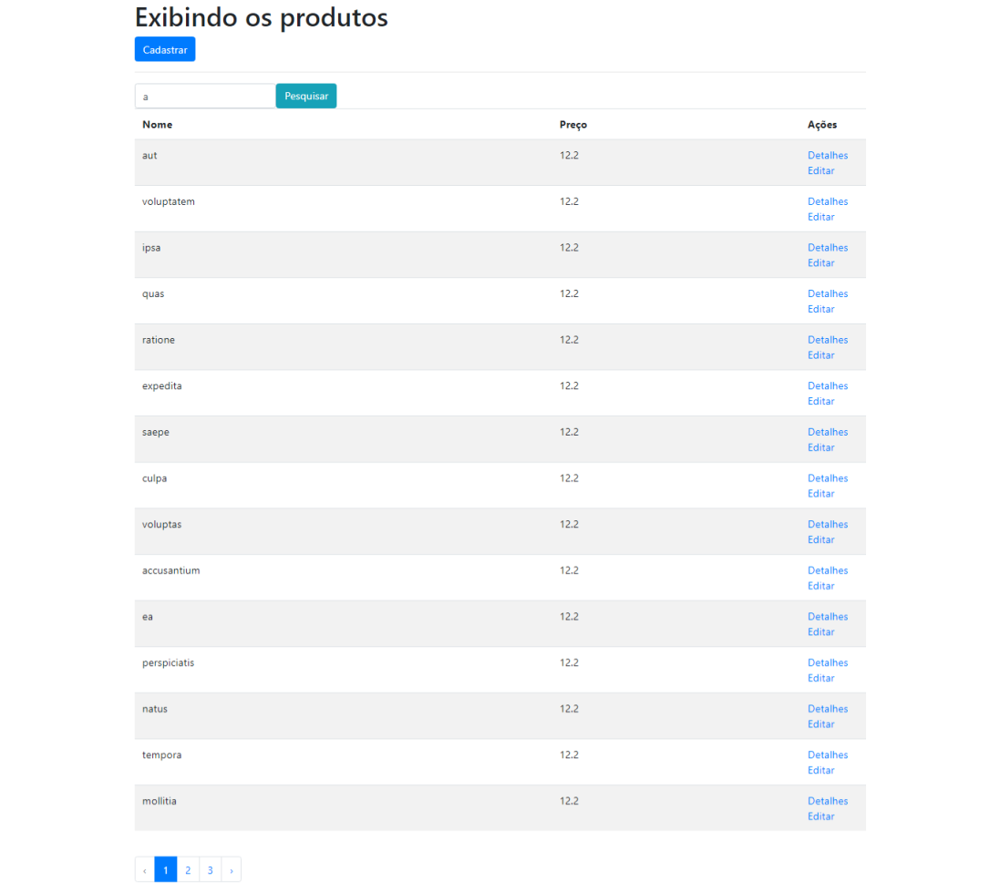 Exibindo os produtos
Cadastrar
a Pesquisar
Nome Preço Ações
aut 12.2 Detalhes
Editar
voluptatem 12.2 Detalhes
Editar
ipsa 12.2 Detalhes
Editar
quas 12.2 Detalhes
Editar
ratione 12.2 Detalhes
Editar
expedita 12.2 Detalhes
Editar
saepe 12.2 Detalhes
Editar
culpa 12.2 Detalhes
Editar
voluptas 12.2 Detalhes
Editar
accusantium 12.2 Detalhes
Editar
ea 12.2 Detalhes
Editar
perspiciatis 12.2 Detalhes
Editar
natus 12.2 Detalhes
Editar
tempora 12.2 Detalhes
Editar
mollitia 12.2 Detalhes
Editar
‹ 1 2 3 ›